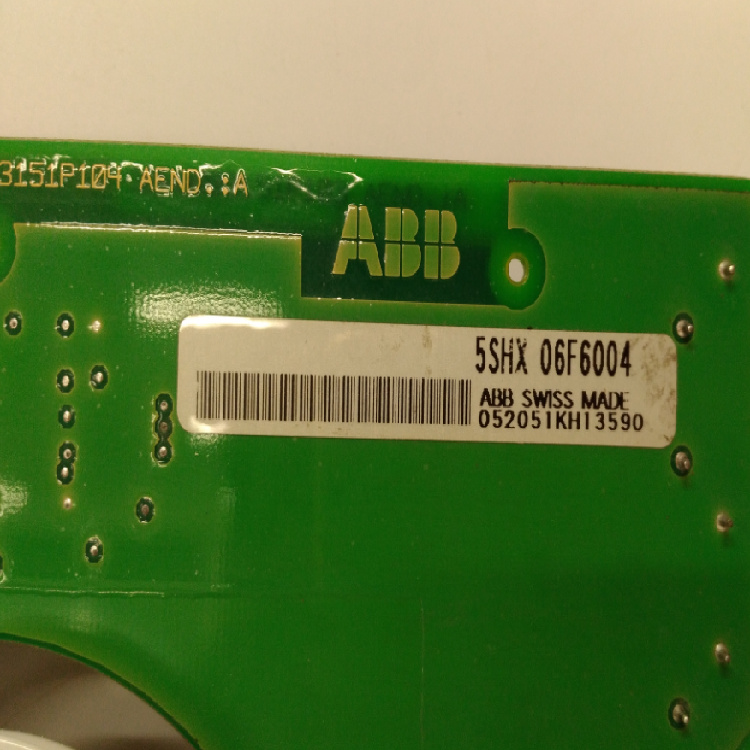 3151P104 AEND.:A
ABB
5SHX 06F6004
ABB SWISS MADE
052051KH13590